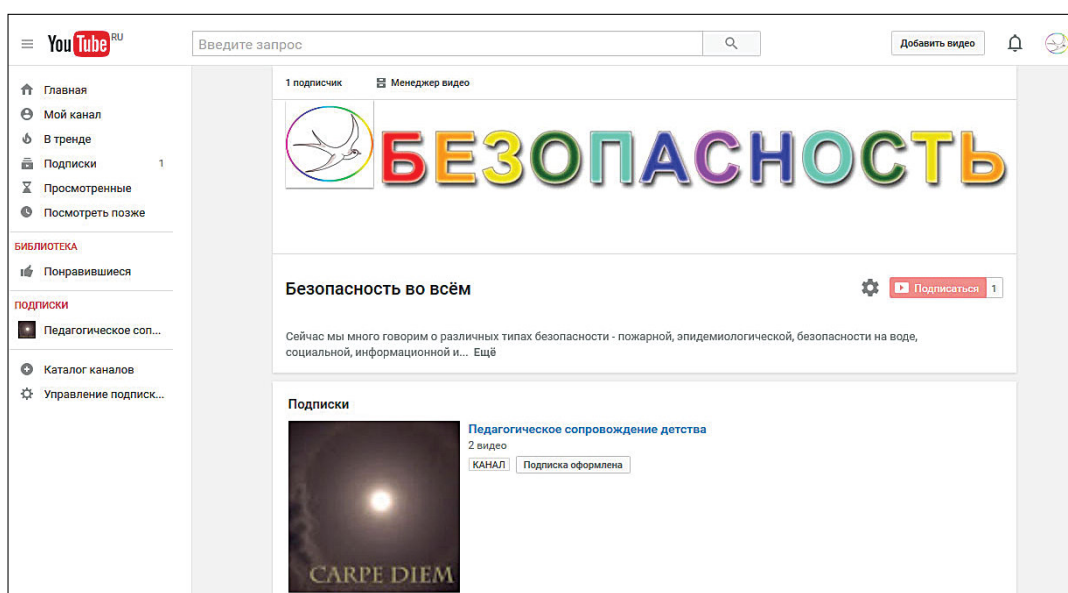 YouTube RU
Введите запрос
Добавить видео
Главная
Мой канал
В тренде
Подписки 1
Просмотренные
Посмотреть позже
БИБЛИОТЕКА
Понравившиеся
ПОДПИСКИ
Педагогическое соп...
Каталог каналов
Управление подписк...
1 подписчик Менеджер видео
БЕЗОПАСНОСТЬ
Безопасность во всём
Подписаться 1
Сейчас мы много говорим о различных типах безопасности - пожарной, эпидемиологической, безопасности на воде,
социальной, информационной и... Ещё
Подписки
Педагогическое сопровождение детства
2 видео
КАНАЛ Подписка оформлена
CARPE DIEM